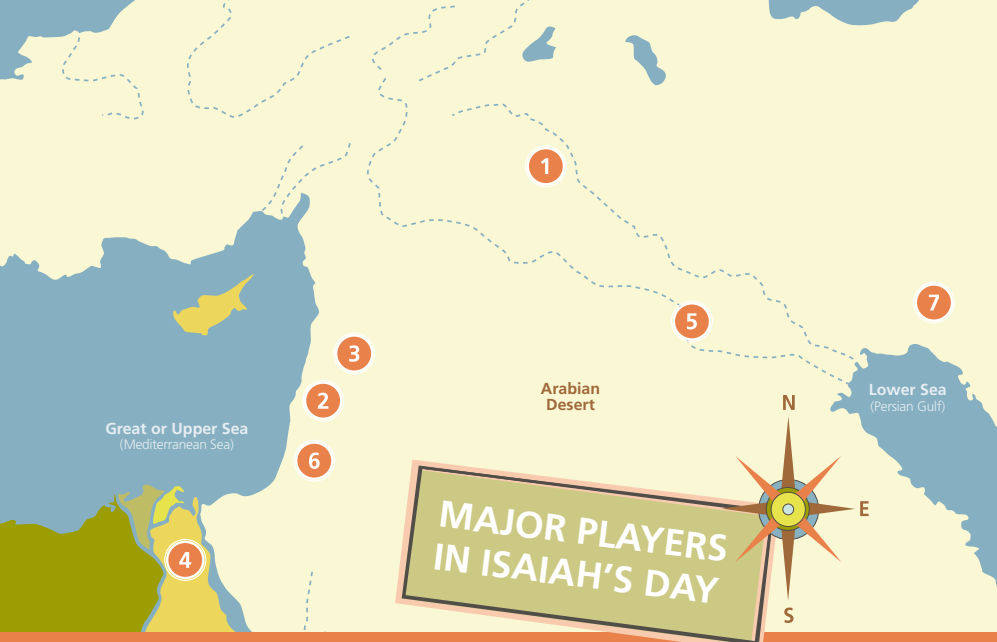 1
7
5
3
Arabian
Desert
Lower Sea
(Persian Gulf)
2
N
Great or Upper Sea
(Mediterranean Sea)
6
MAJOR PLAYERS
IN ISAIAH'S DAY
E
4
S